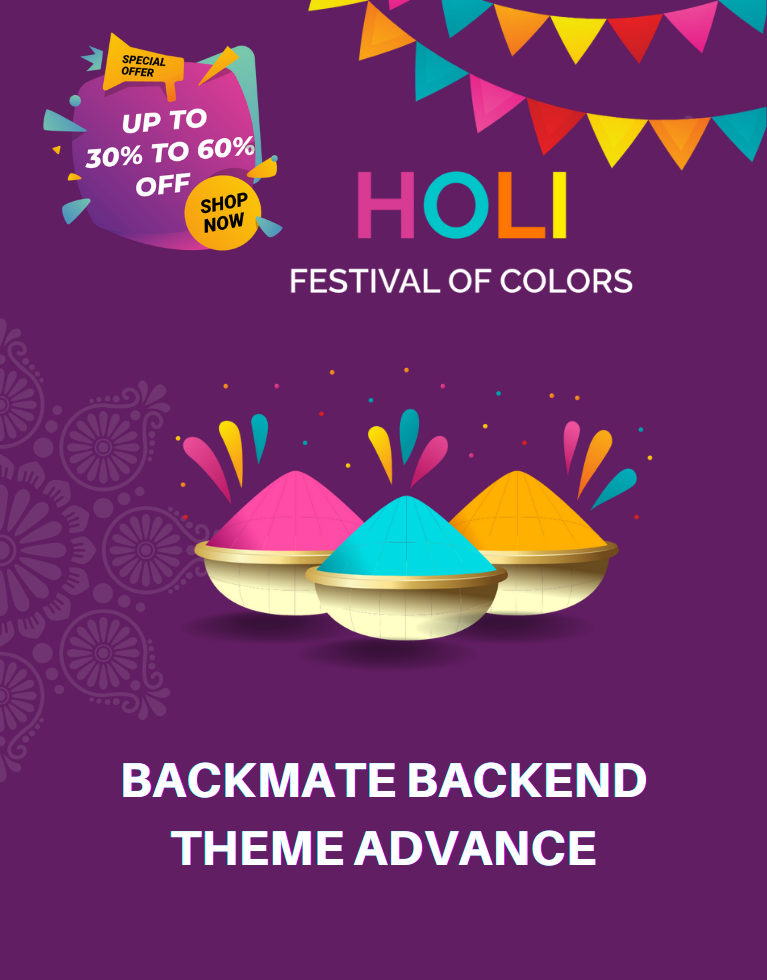 SPECIAL
OFFER
UP TO
30% TO 60%
OFF
SHOP
NOW
HOLI
FESTIVAL OF COLORS
BACKMATE BACKEND
THEME ADVANCE